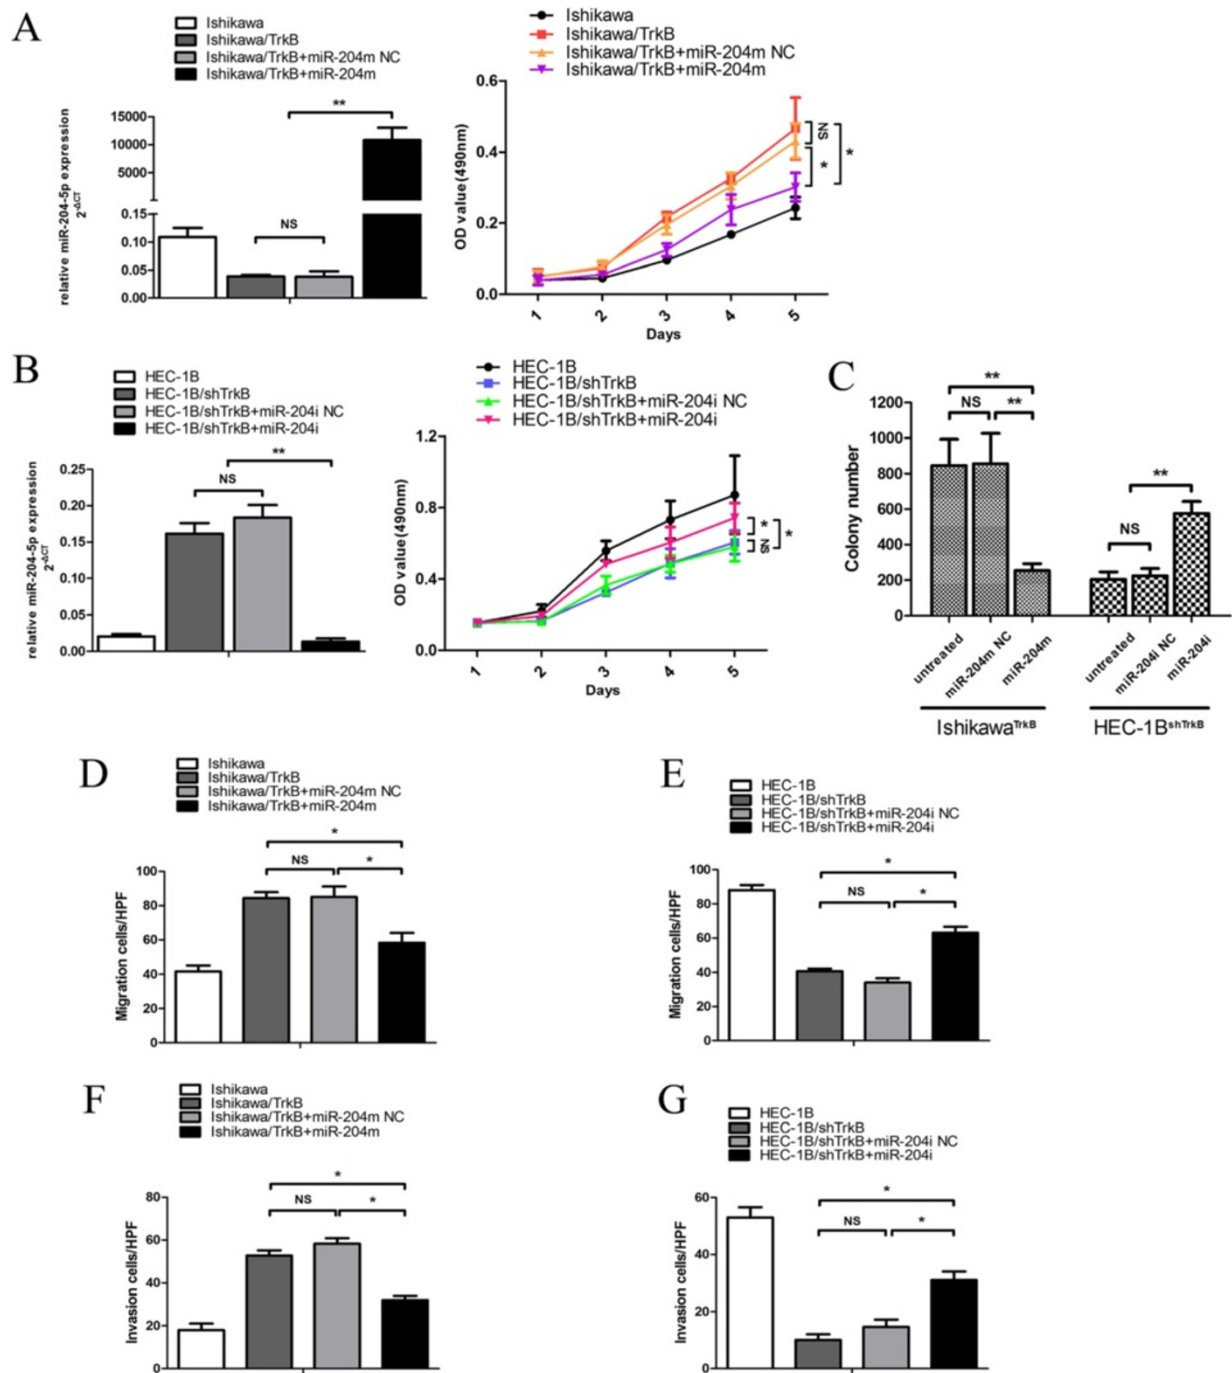 A
Ishikawa
Ishikawa/TrkB
Ishikawa/TrkB+miR-204m NC
Ishikawa/TrkB+miR-204m
relative miR-204-5p expression
2-ΔCT
15000
10000
5000
0.15
0.10
0.05
0.00
**
NS
Ishikawa
Ishikawa/TrkB
Ishikawa/TrkB+miR-204m NC
Ishikawa/TrkB+miR-204m
OD value(490nm)
0.6
0.4
0.2
0.0
NS
*
*
1 2 3 4 5
Days
B
HEC-1B
HEC-1B/shTrkB
HEC-1B/shTrkB+miR-204i NC
HEC-1B/shTrkB+miR-204i
relative miR-204-5p expression
2-ΔCT
0.25
0.20
0.15
0.10
0.05
0.00
**
NS
HEC-1B
HEC-1B/shTrkB
HEC-1B/shTrkB+miR-204i NC
HEC-1B/shTrkB+miR-204i
OD value(490nm)
1.2
0.8
0.4
0.0
*
NS
*
1 2 3 4 5
Days
C
Colony number
1200
1000
800
600
400
200
0
**
NS **
**
NS
untreated miR-204m NC miR-204m untreated miR-204i NC miR-204i
IshikawaTrkB HEC-1BshTrkB
D
Ishikawa
Ishikawa/TrkB
Ishikawa/TrkB+miR-204m NC
Ishikawa/TrkB+miR-204m
Migration cells/HPF
100
80
60
40
20
0
*
NS *
E
HEC-1B
HEC-1B/shTrkB
HEC-1B/shTrkB+miR-204i NC
HEC-1B/shTrkB+miR-204i
Migration cells/HPF
100
80
60
40
20
0
*
NS *
F
Ishikawa
Ishikawa/TrkB
Ishikawa/TrkB+miR-204m NC
Ishikawa/TrkB+miR-204m
Invasion cells/HPF
80
60
40
20
0
*
NS *
G
HEC-1B
HEC-1B/shTrkB
HEC-1B/shTrkB+miR-204i NC
HEC-1B/shTrkB+miR-204i
Invasion cells/HPF
60
40
20
0
*
NS *